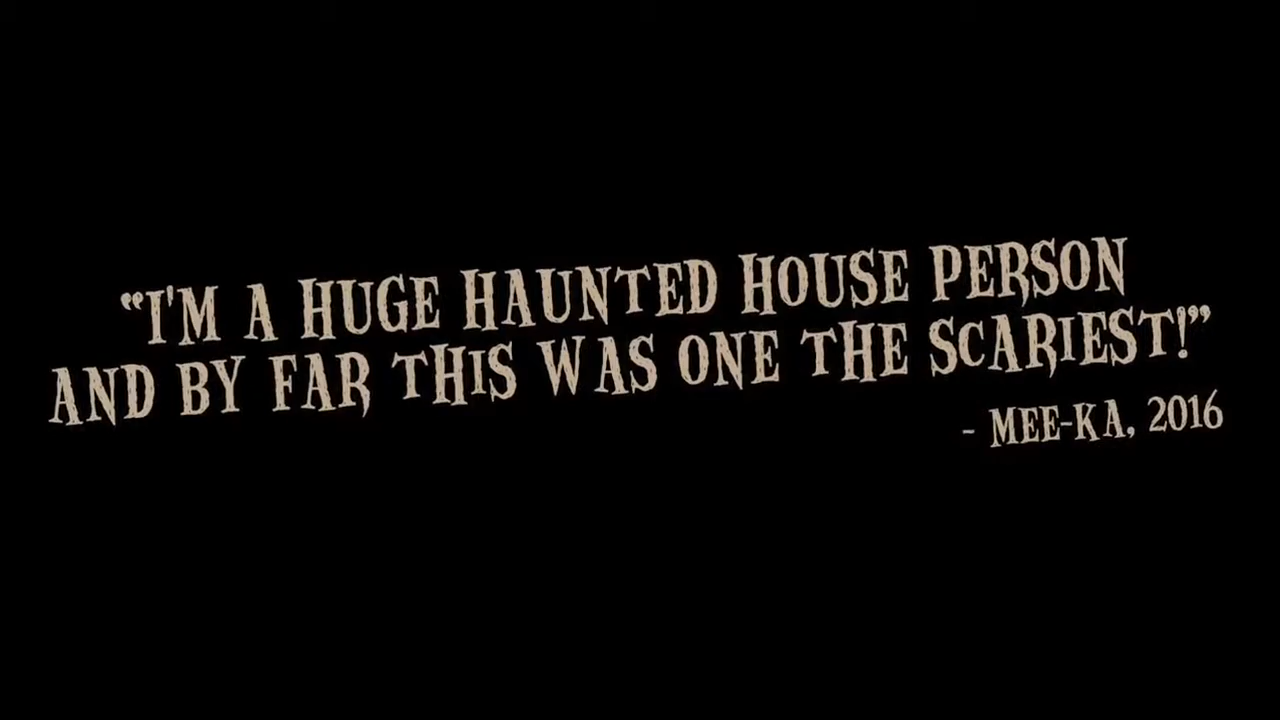 “I'M A HUGE HAUNTED HOUSE PERSON
AND BY FAR THIS WAS ONE THE SCARIEST!”
- MEE-KA, 2016